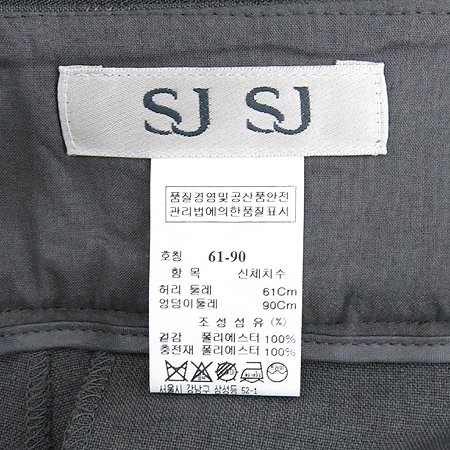 SJ SJ
품질경영및공산품안전
관리법에의한품질표시
호칭 61-90
항 목 신체치수
허리 둘레 61Cm
엉덩이둘레 90Cm
조 성 섬 유 (%)
겉감 폴리에스터 100%
충전재 폴리에스터 100%
서울시 강남구 삼성동 52-1